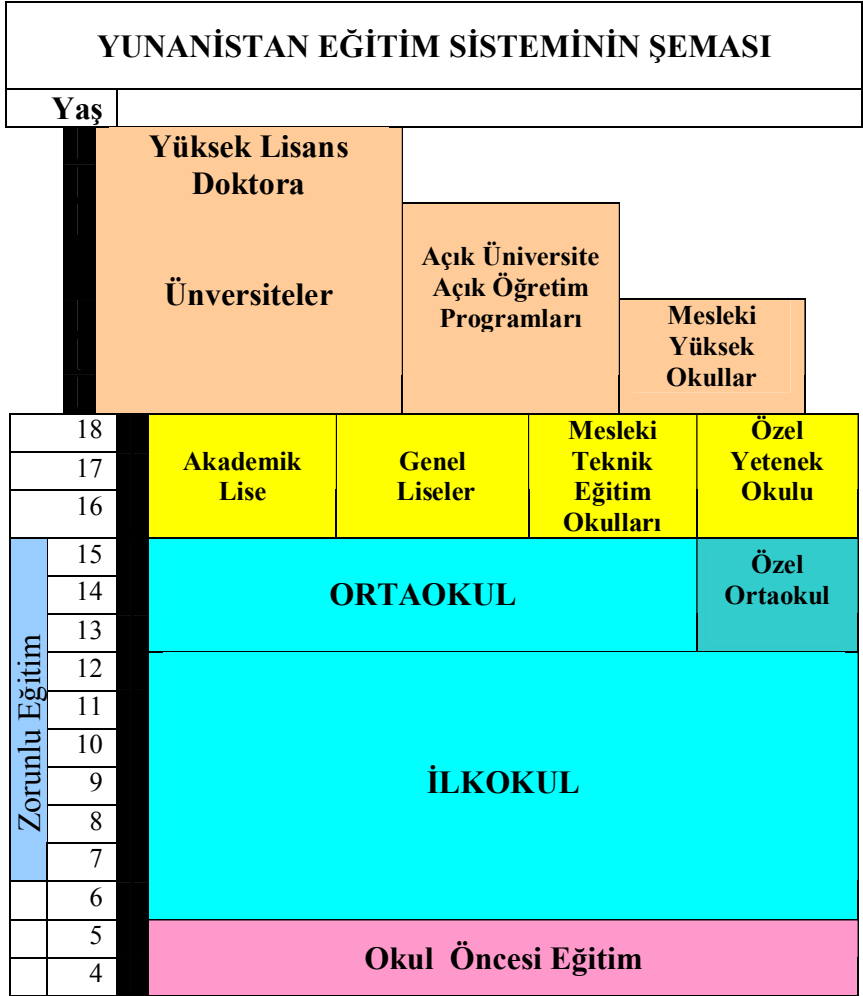 YUNANİSTAN EĞİTİM SİSTEMİNİN ŞEMASI
Yaş
Yüksek Lisans
Doktora
Ünversiteler
Açık Üniversite
Açık Öğretim
Programları
Mesleki
Yüksek
Okullar
18
17
16
Akademik
Lise
Genel
Liseler
Mesleki
Teknik
Eğitim
Okulları
Özel
Yetenek
Okulu
Zorunlu Eğitim
15
14
13
ORTAOKUL
Özel
Ortaokul
12
11
10
9
8
7
6
İLKOKUL
5
4
Okul Öncesi Eğitim